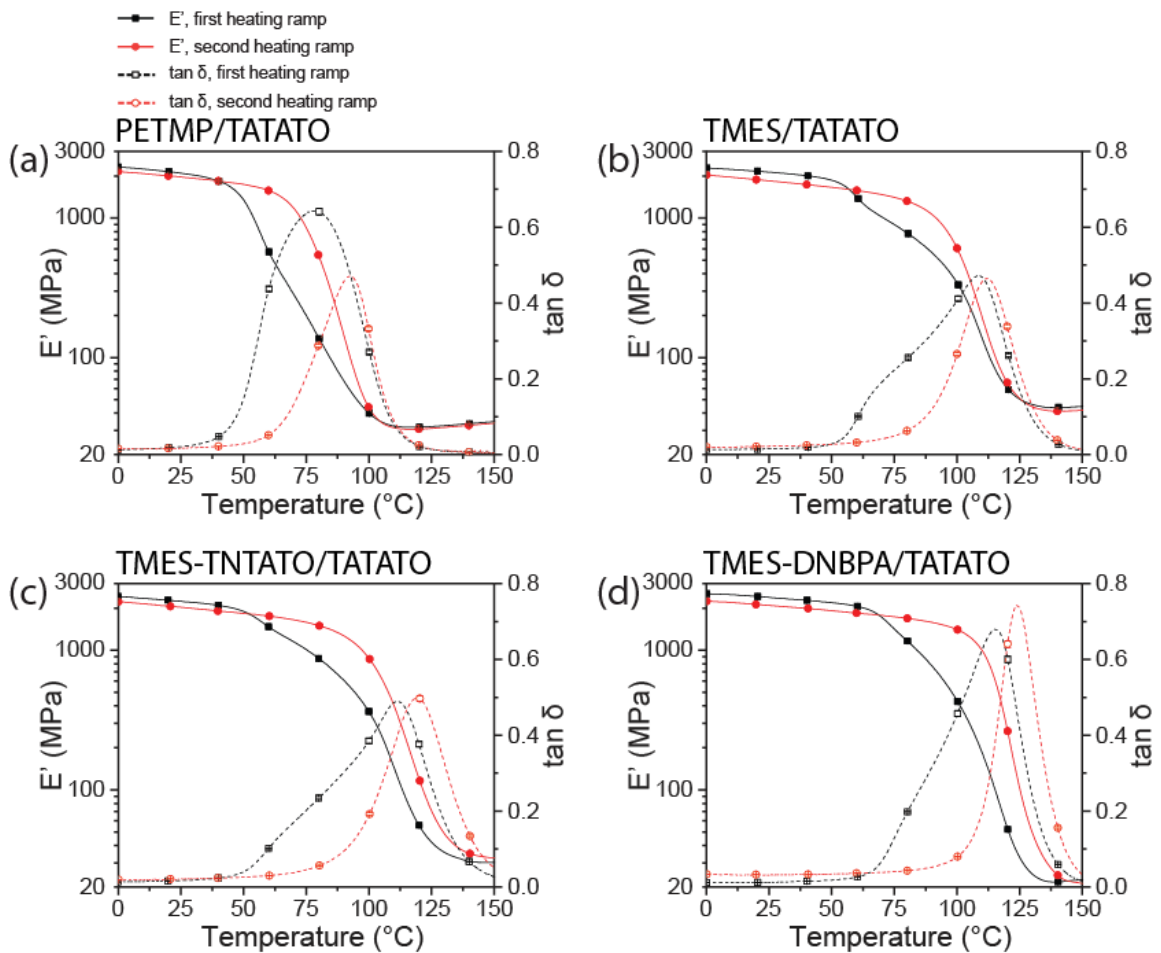 E', first heating ramp
E', second heating ramp
tan δ, first heating ramp
tan δ, second heating ramp
PETMP/TATATO
(a)
3000
1000
100
20
E' (MPa)
0.8
0.6
0.4
0.2
0.0
tan δ
0 25 50 75 100 125 150
Temperature (°C)
TMES/TATATO
(b)
3000
1000
100
20
E' (MPa)
0.8
0.6
0.4
0.2
0.0
tan δ
0 25 50 75 100 125 150
Temperature (°C)
TMES-TNTATO/TATATO
(c)
3000
1000
100
20
E' (MPa)
0.8
0.6
0.4
0.2
0.0
tan δ
0 25 50 75 100 125 150
Temperature (°C)
TMES-DNBPA/TATATO
(d)
3000
1000
100
20
E' (MPa)
0.8
0.6
0.4
0.2
0.0
tan δ
0 25 50 75 100 125 150
Temperature (°C)